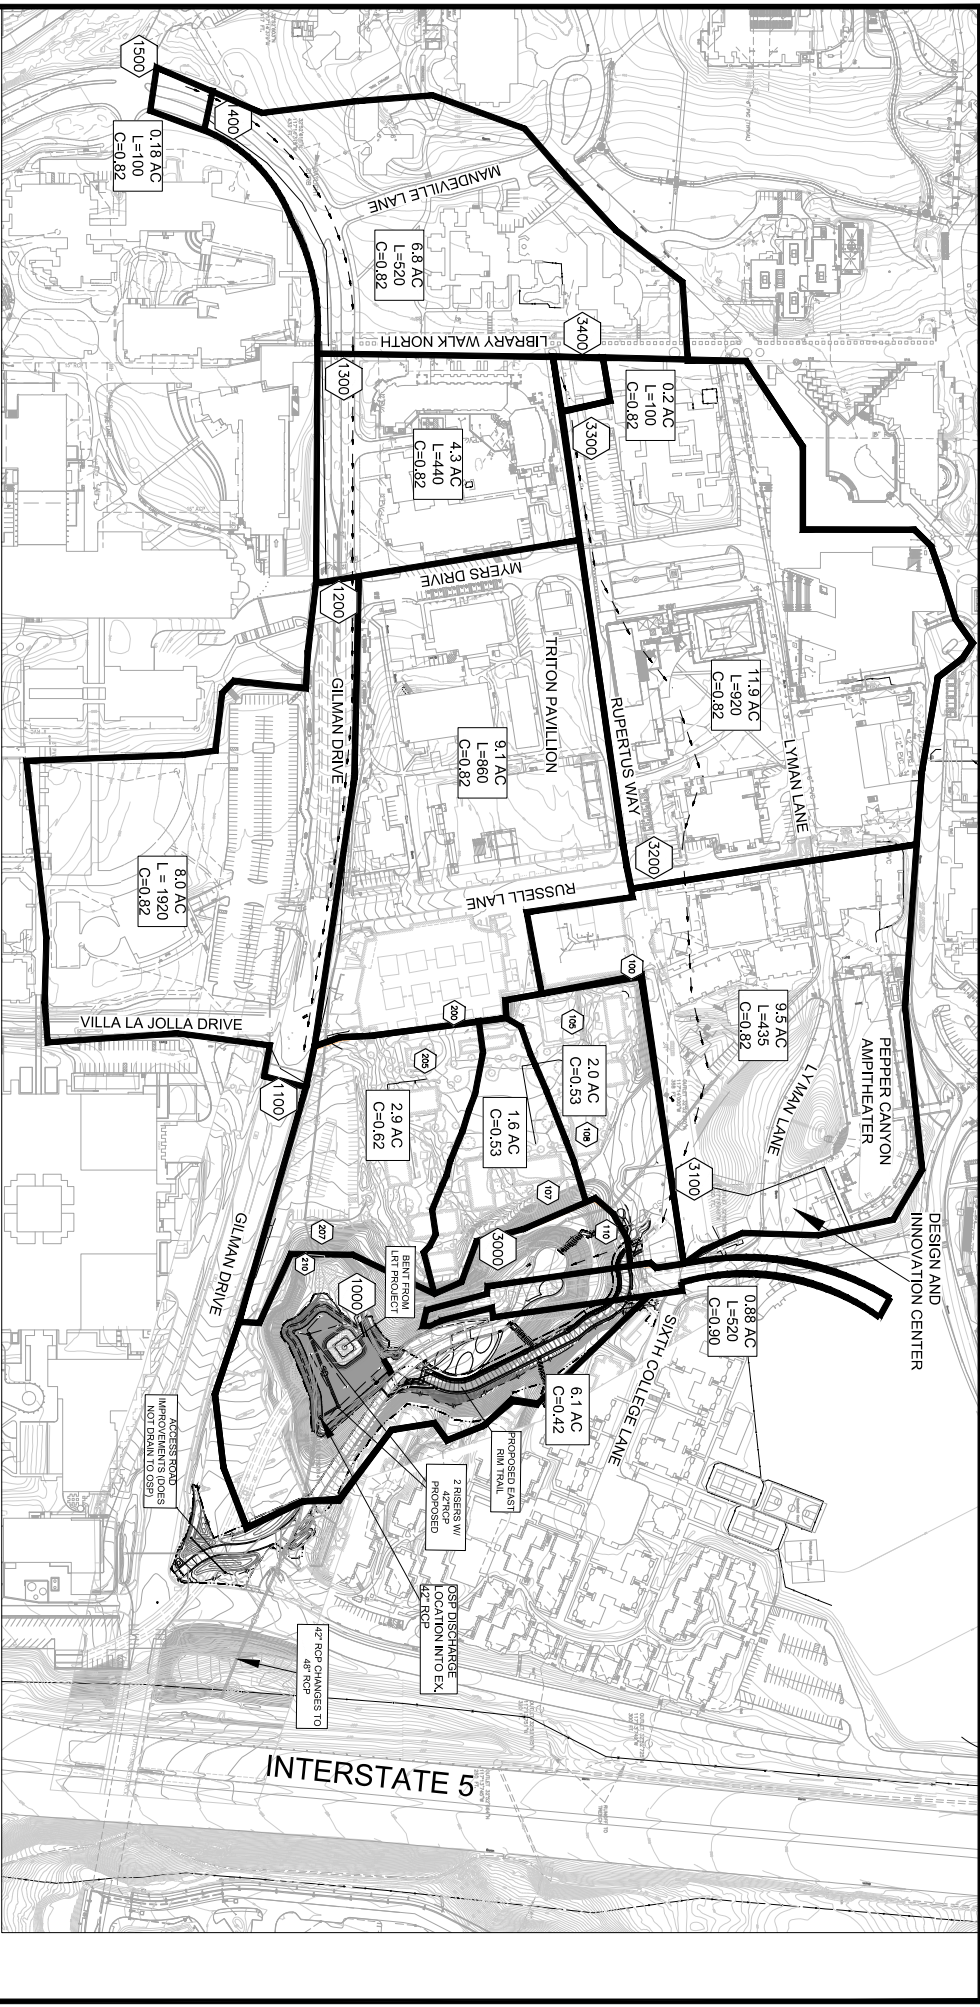 1500
0.18 AC
L=100
C=0.82
400
MANDEVILLE LANE
6.8 AC
L=520
C=0.82
LIBRARY WALK NORTH
3400
1300
0.2 AC
L=100
C=0.82
3300
4.3 AC
L=440
C=0.82
MYERS DRIVE
1200
GILMAN DRIVE
TRITON PAVILLION
RUPERTUS WAY
11.9 AC
L=920
C=0.82
LYMAN LANE
9.1 AC
L=860
C=0.82
3200
RUSSELL LANE
8.0 AC
L= 1920
C=0.82
VILLA LA JOLLA DRIVE
1100
100
200
105
205
9.5 AC
L=435
C=0.82
PEPPER CANYON
AMPITHEATER
LYMAN LANE
2.0 AC
C=0.53
1.6 AC
C=0.53
2.9 AC
C=0.62
108
107
110
3100
3000
207
210
1000
GILMAN DRIVE
BENT FROM
LRT PROJECT
DESIGN AND
INNOVATION CENTER
0.88 AC
L=520
C=0.90
SIXTH COLLEGE LANE
6.1 AC
C=0.42
PROPOSED EAST
RIM TRAIL
2 RISERS W/
42"RCP
PROPOSED
ACCESS ROAD
IMPROVEMENTS (DOES
NOT DRAIN TO OSP)
OSP DISCHARGE
LOCATION INTO EX.
42" RCP
42" RCP CHANGES TO
48" RCP
INTERSTATE 5